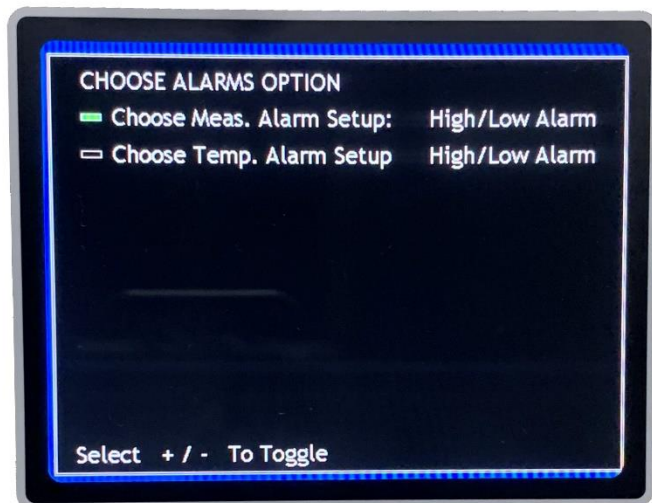 CHOOSE ALARMS OPTION
Choose Meas. Alarm Setup: High/Low Alarm
Choose Temp. Alarm Setup High/Low Alarm
Select + / - To Toggle